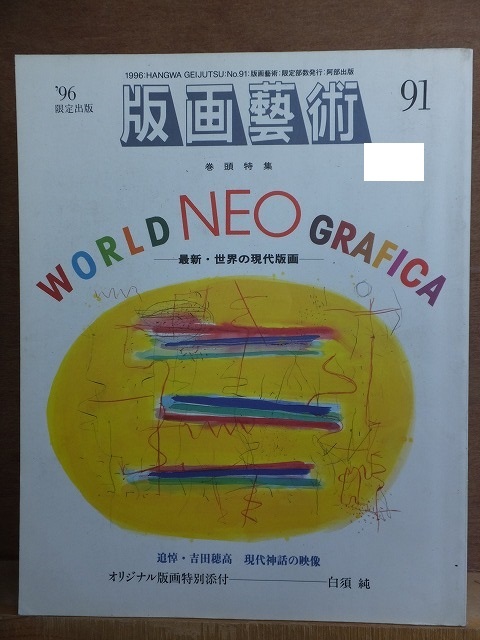 1996:HANGWA GEIJUTSU:No.91:版画藝術:限定部数発行:阿部出版
'96
限定出版
版画藝術
91
巻頭特集
WORLD NEO GRAFICA
最新・世界の現代版画
追悼・吉田穂高 現代神話の映像
オリジナル版画特別添付 白須 純